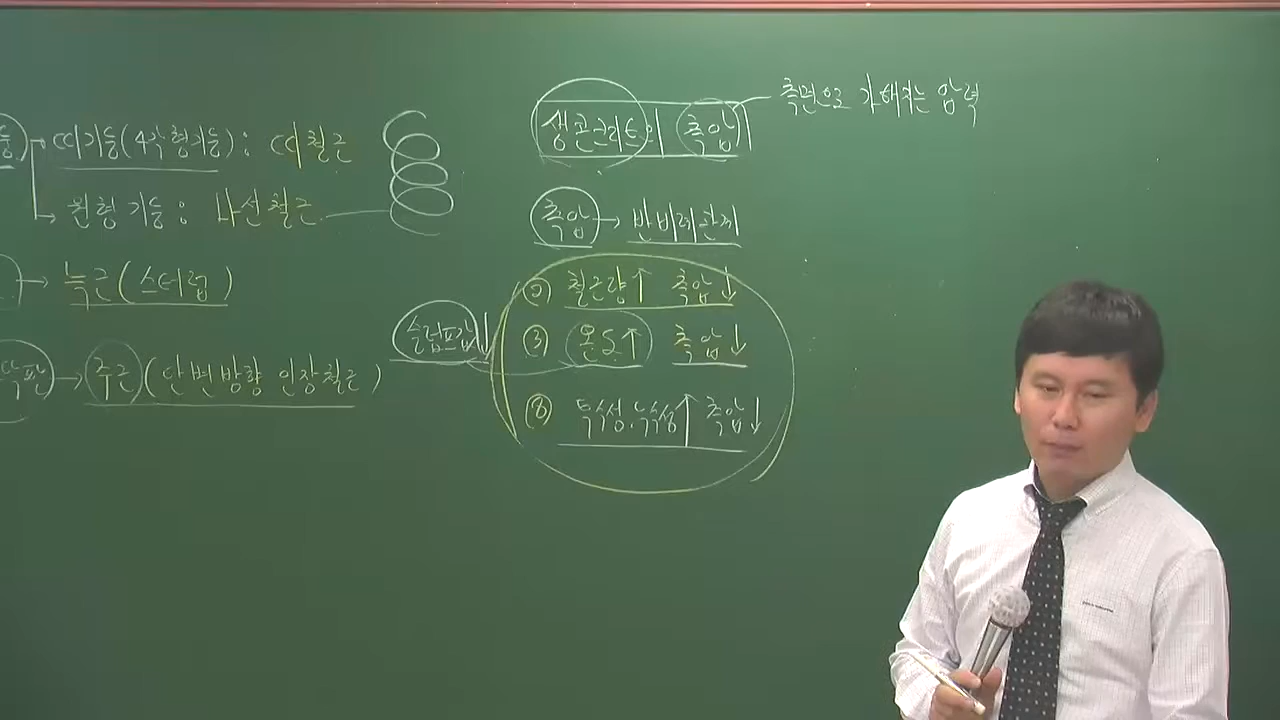 띠기둥(4각형기둥) : 띠철근
원형기둥 : 나선철근
→ 늑근(스터럽)
→ 주근(단변방향 인장철근)
생콘크리트의 측압
측면으로 가해지는 압력
측압 → 반비례관계
② 철근량↑ 측압↓
슬럼프값↓
③ 온도↑ 측압↓
⑧ 투수성.누수성↑ 측압↓